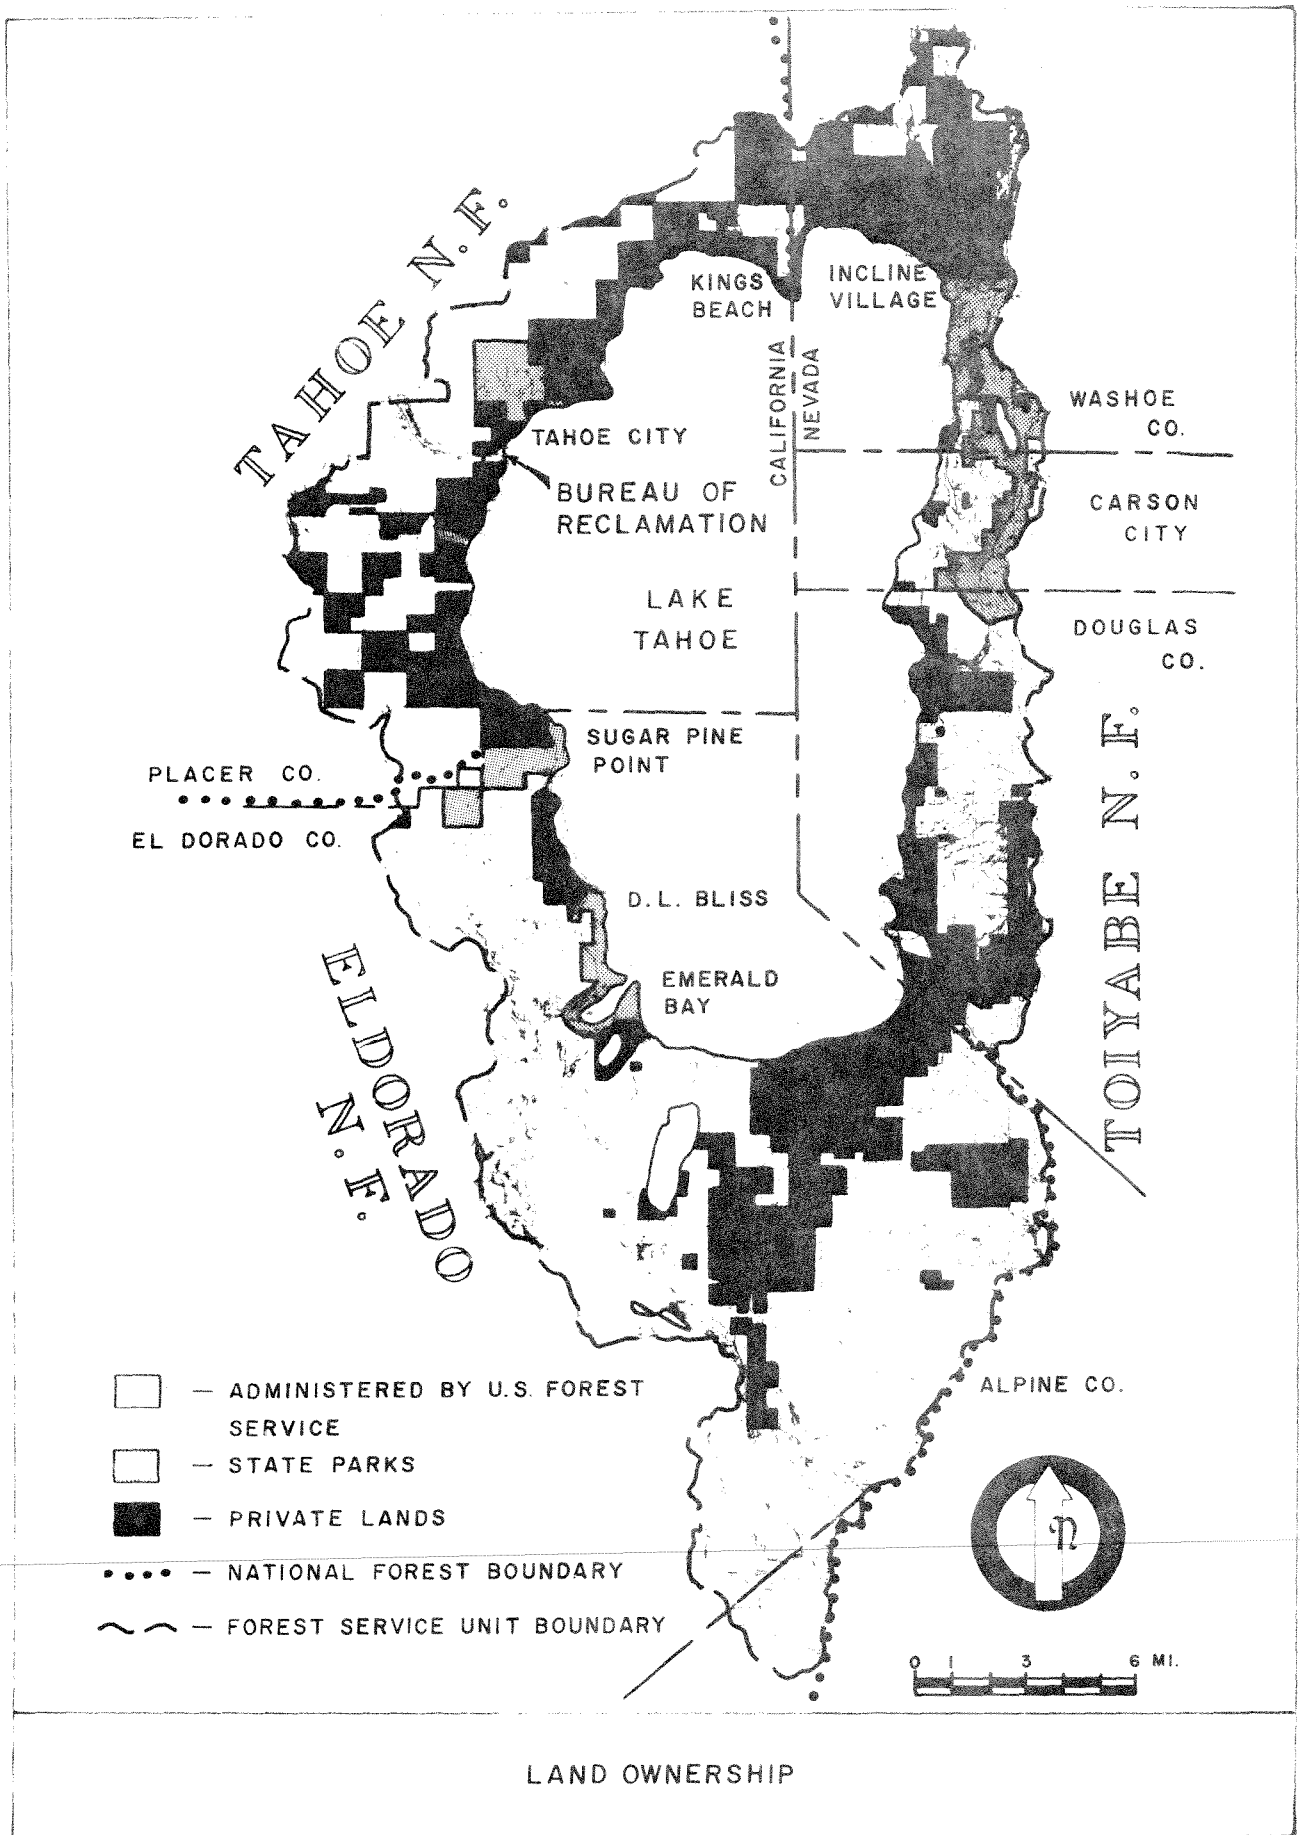 TAHOE N.F.
KINGS
BEACH
INCLINE
VILLAGE
CALIFORNIA
NEVADA
WASHOE
CO.
TAHOE CITY
BUREAU OF
RECLAMATION
CARSON
CITY
LAKE
TAHOE
DOUGLAS
CO.
SUGAR PINE
POINT
PLACER CO.
EL DORADO CO.
TOIYABE N.F.
D.L. BLISS
EMERALD
BAY
ELDORADO
N.F.
ALPINE CO.
— ADMINISTERED BY U.S. FOREST
SERVICE
— STATE PARKS
— PRIVATE LANDS
— NATIONAL FOREST BOUNDARY
— FOREST SERVICE UNIT BOUNDARY
N
0 1 3 6 MI.
LAND OWNERSHIP